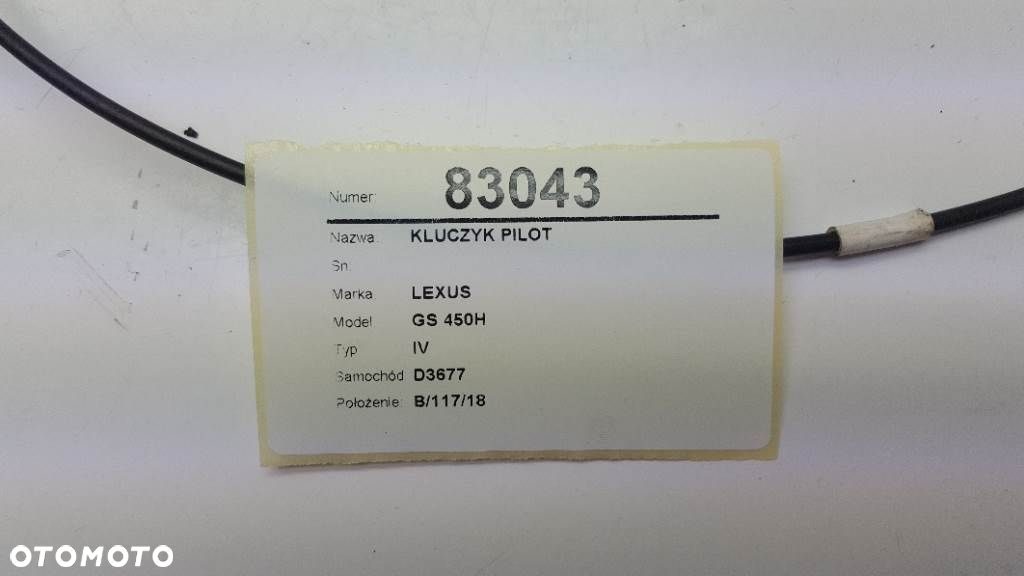 Numer: 83043
Nazwa: KLUCZYK PILOT
Sn:
Marka LEXUS
Model GS 450H
Typ IV
Samochód D3677
Położenie: B/117/18
OTOMOTO